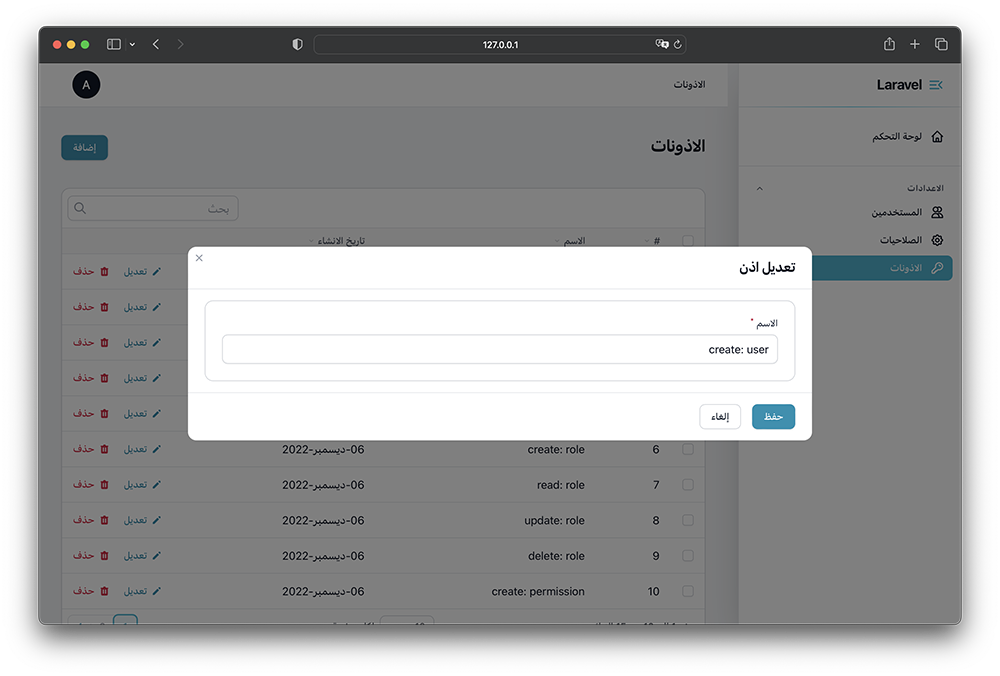 127.0.0.1
Laravel
الاذونات
A
لوحة التحكم
الاعدادات
المستخدمين
الصلاحيات
الاذونات
الاذونات
إضافة
بحث
# الاسم تاريخ الانشاء
تعديل اذن
الاسم *
create: user
حفظ إلغاء
تعديل حذف
تعديل حذف
تعديل حذف
تعديل حذف
تعديل حذف
6 create: role 06-ديسمبر-2022 تعديل حذف
7 read: role 06-ديسمبر-2022 تعديل حذف
8 update: role 06-ديسمبر-2022 تعديل حذف
9 delete: role 06-ديسمبر-2022 تعديل حذف
10 create: permission 06-ديسمبر-2022 تعديل حذف